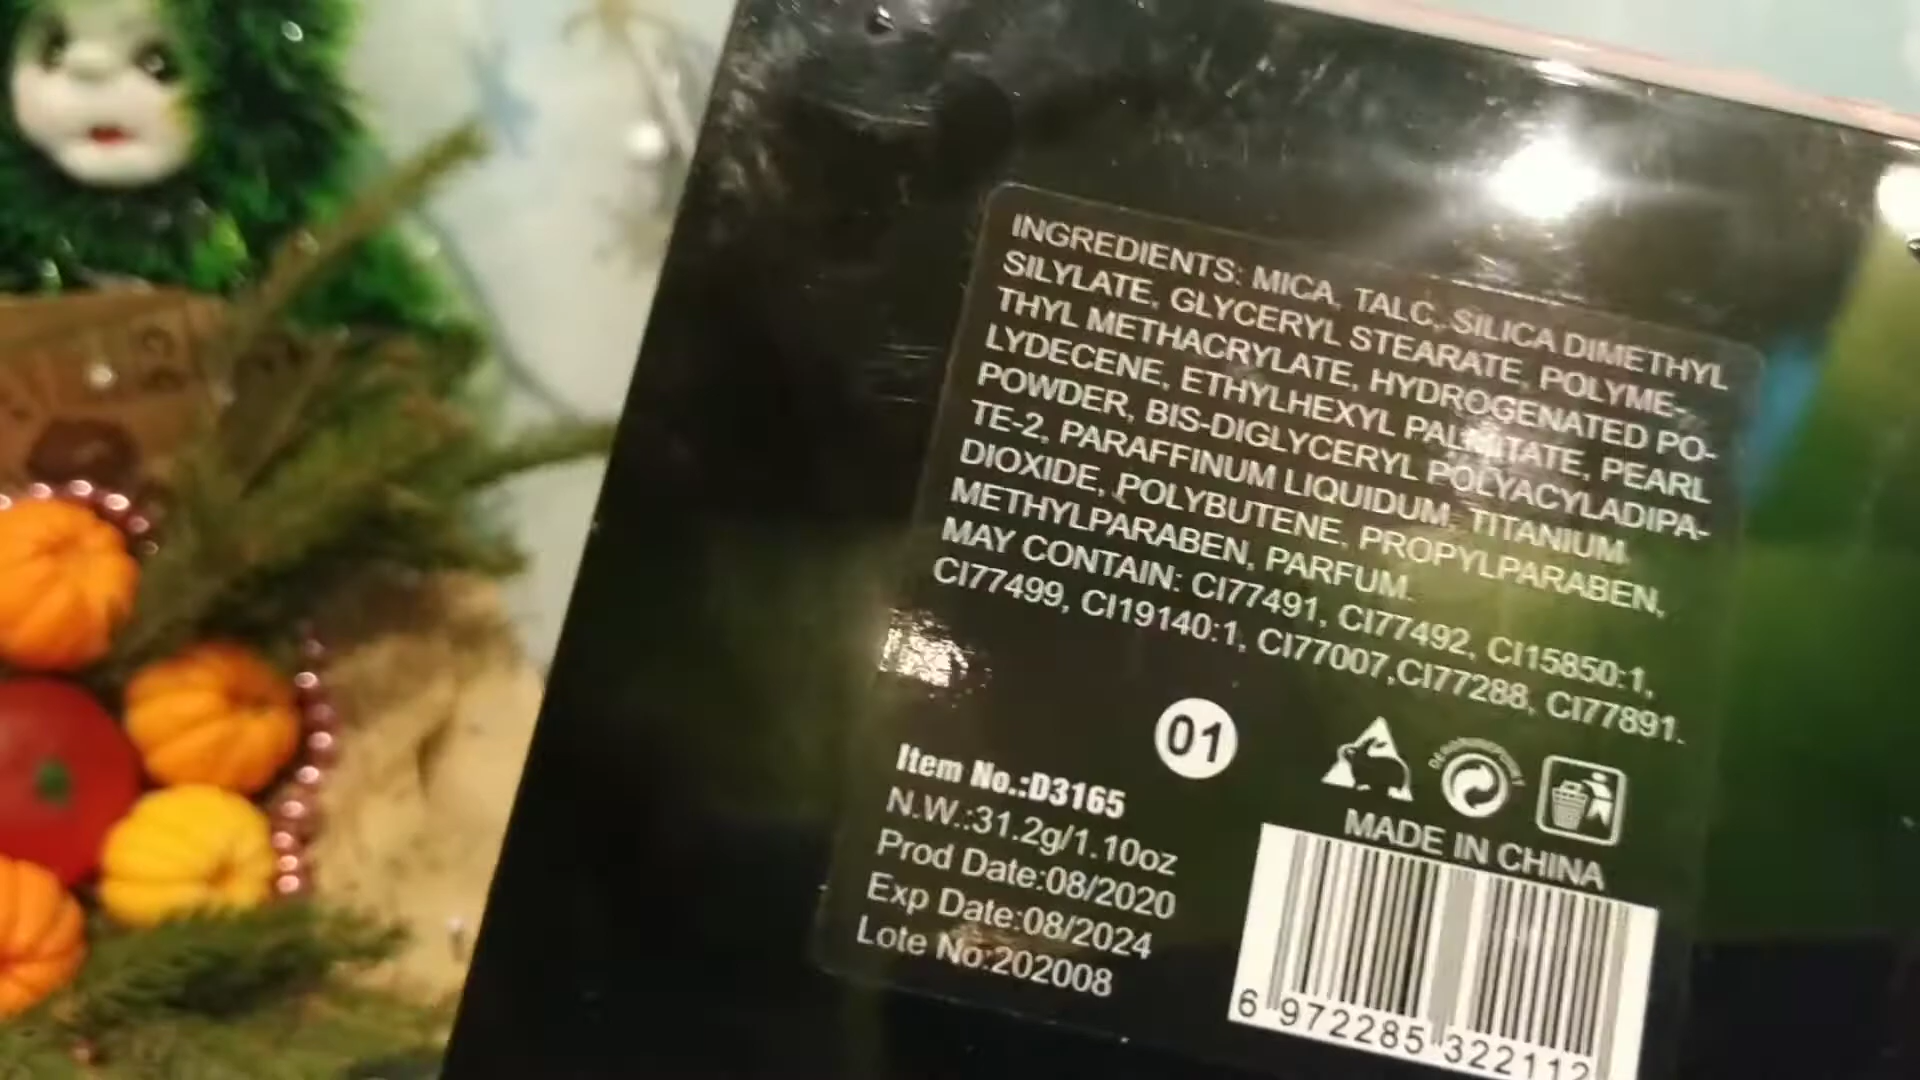 INGREDIENTS: MICA, TALC, SILICA DIMETHYL
SILYLATE, GLYCERYL STEARATE, POLYME-
THYL METHACRYLATE, HYDROGENATED PO-
LYDECENE, ETHYLHEXYL PALMITATE, PEARL
POWDER, BIS-DIGLYCERYL POLYACYLADIPA-
TE-2, PARAFFINUM LIQUIDUM, TITANIUM
DIOXIDE, POLYBUTENE, PROPYLPARABEN,
METHYLPARABEN, PARFUM.
MAY CONTAIN: CI77491, CI77492, CI15850:1,
CI77499, CI19140:1, CI77007,CI77288, CI77891.
01
Item No.:D3165
N.W.:31.2g/1.10oz
Prod Date:08/2020
Exp Date:08/2024
Lote No:202008
MADE IN CHINA
6 972285 322112